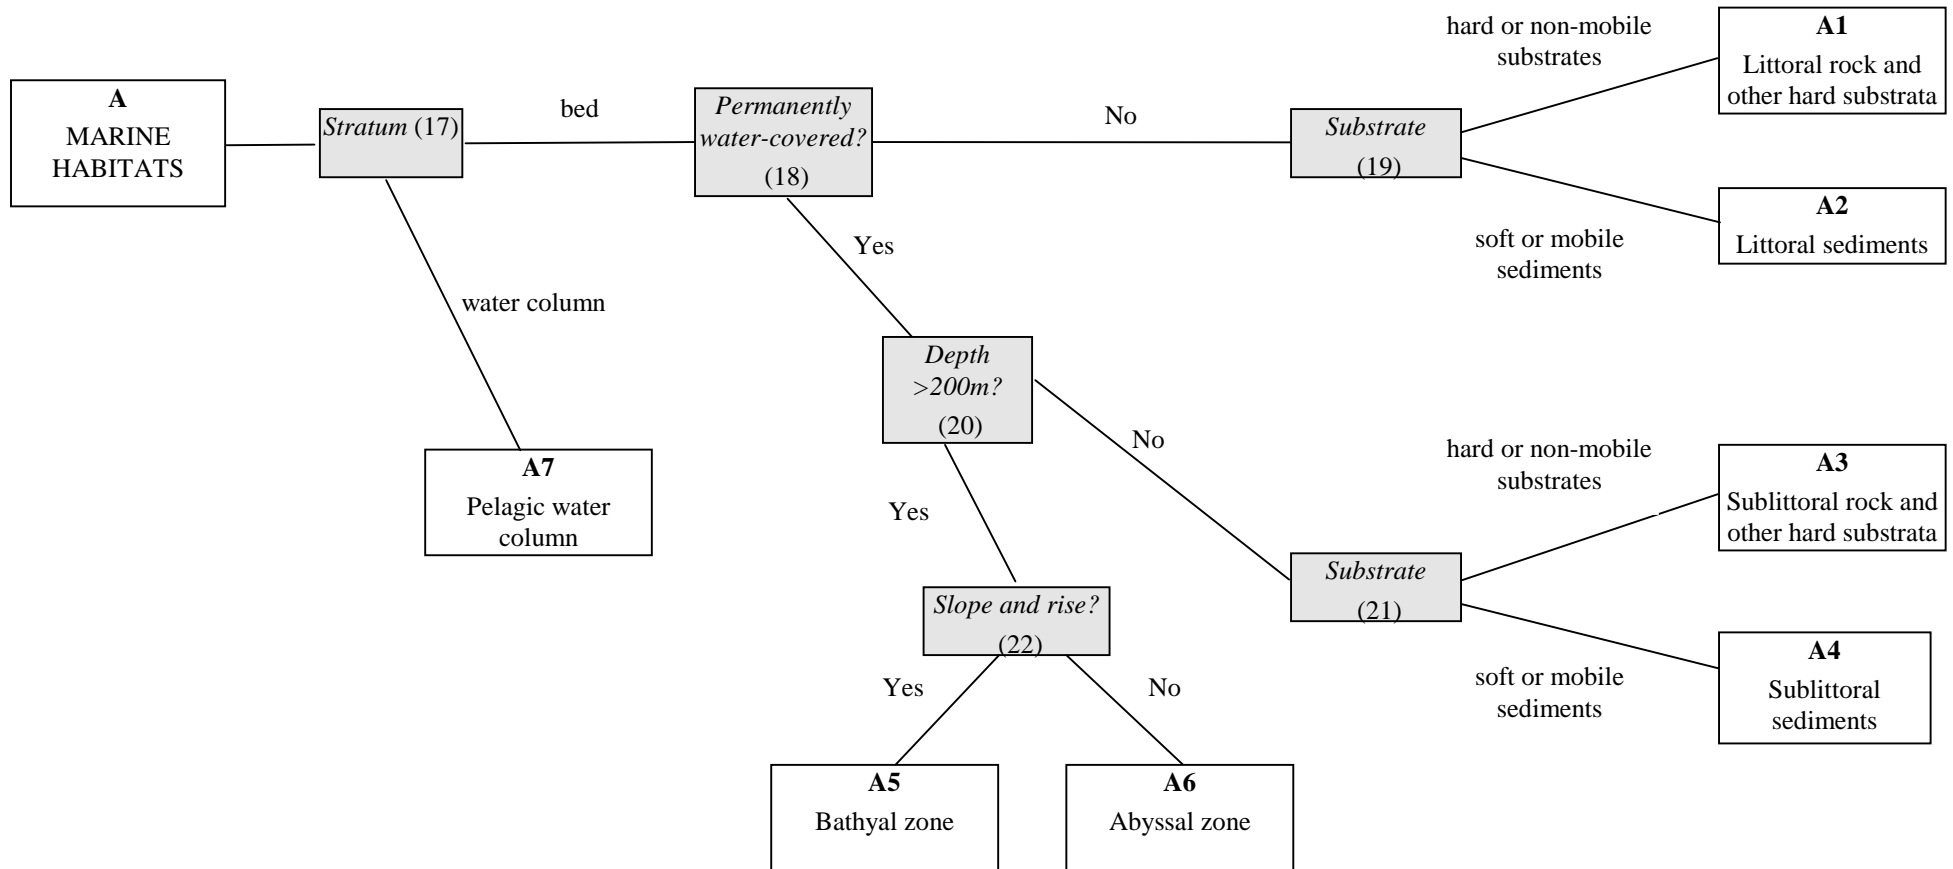 A
MARINE
HABITATS
Stratum (17)
bed
water column
A7
Pelagic water
column
Permanently
water-covered?
(18)
No
Yes
Substrate
(19)
hard or non-mobile
substrates
A1
Littoral rock and
other hard substrata
soft or mobile
sediments
A2
Littoral sediments
Depth
>200m?
(20)
No
Yes
Substrate
(21)
hard or non-mobile
substrates
A3
Sublittoral rock and
other hard substrata
soft or mobile
sediments
A4
Sublittoral
sediments
Slope and rise?
(22)
Yes
No
A5
Bathyal zone
A6
Abyssal zone